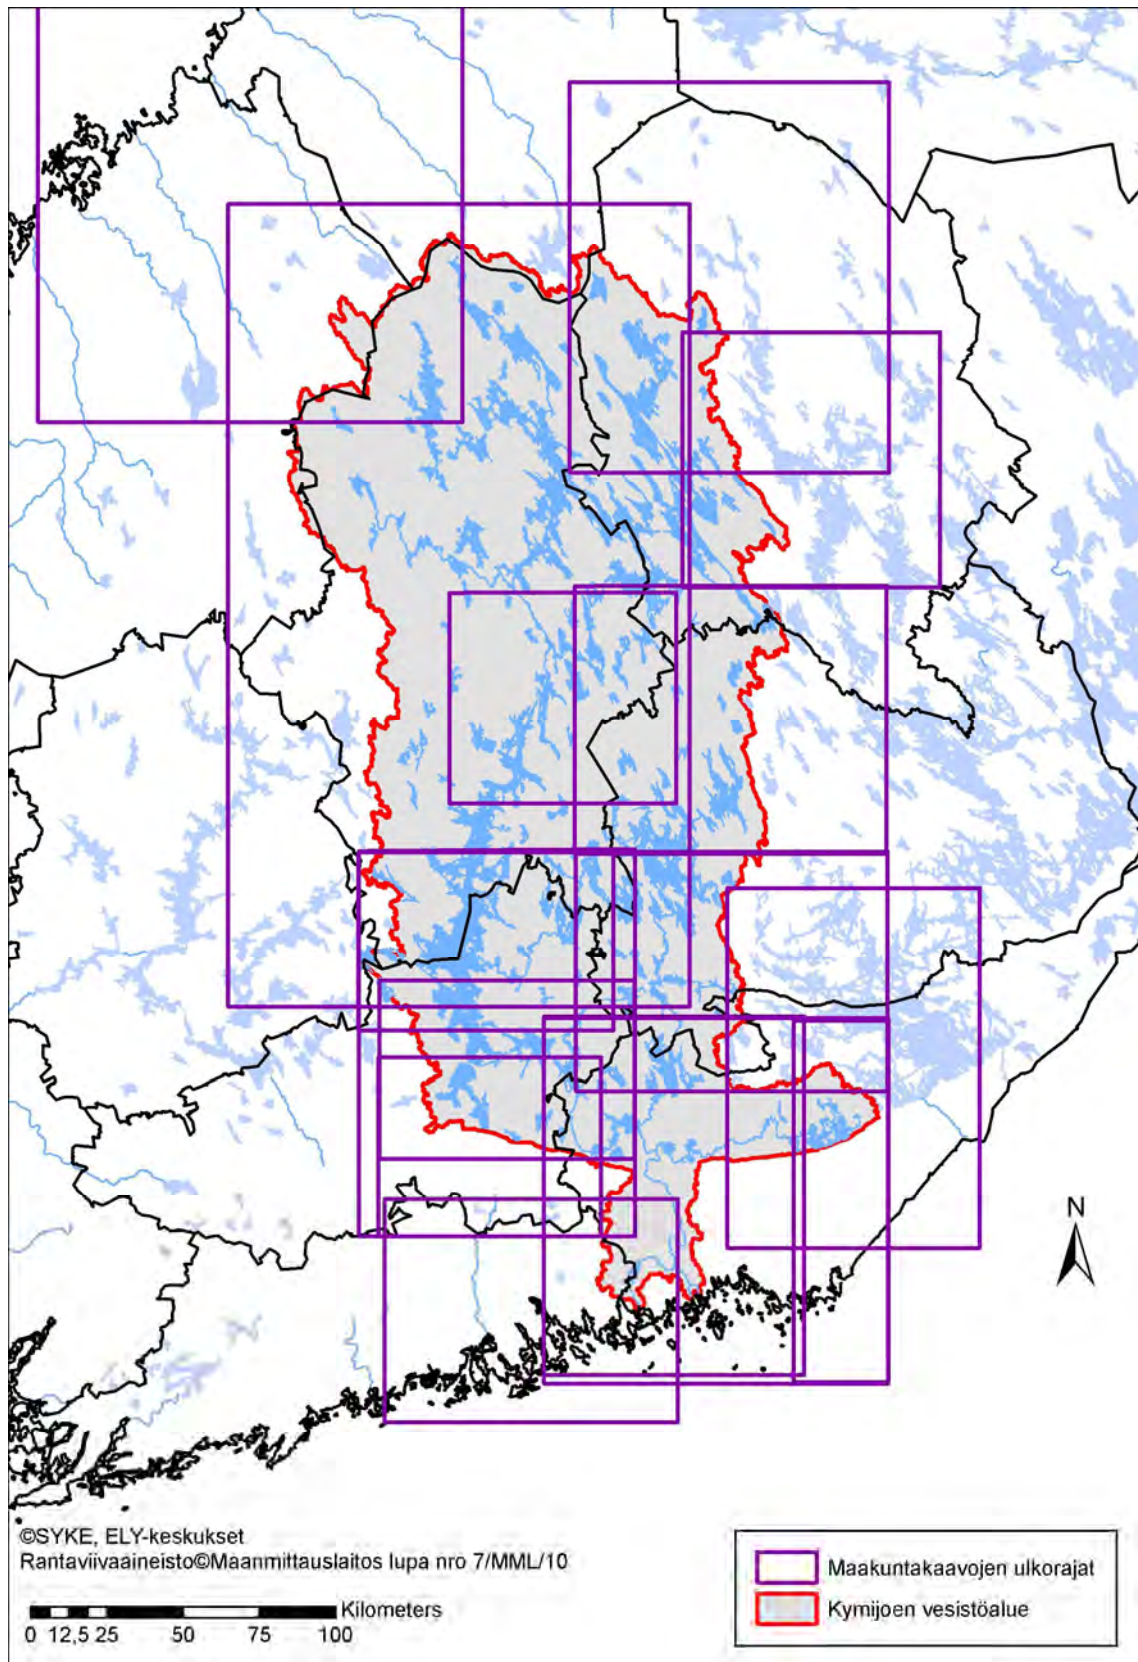 N
©SYKE, ELY-keskukset
Rantaviivaaineisto©Maanmittauslaitos lupa nro 7/MML/10
Kilometers
0 12,5 25 50 75 100
Maakuntakaavojen ulkorajat
Kymijoen vesistöalue